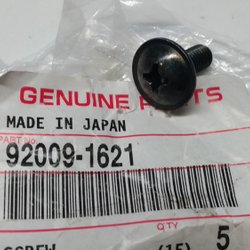 GENUINE PARTS
MADE IN JAPAN
PART NO.
92009-1621
QTY
5
SCREW
(15)